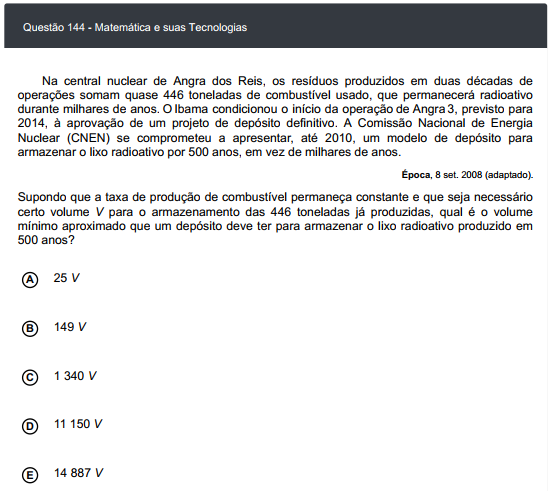 Questão 144 - Matemática e suas Tecnologias
Na central nuclear de Angra dos Reis, os resíduos produzidos em duas décadas de
operações somam quase 446 toneladas de combustível usado, que permanecerá radioativo
durante milhares de anos. O Ibama condicionou o início da operação de Angra 3, previsto para
2014, à aprovação de um projeto de depósito definitivo. A Comissão Nacional de Energia
Nuclear (CNEN) se comprometeu a apresentar, até 2010, um modelo de depósito para
armazenar o lixo radioativo por 500 anos, em vez de milhares de anos.
Época, 8 set. 2008 (adaptado).
Supondo que a taxa de produção de combustível permaneça constante e que seja necessário
certo volume V para o armazenamento das 446 toneladas já produzidas, qual é o volume
mínimo aproximado que um depósito deve ter para armazenar o lixo radioativo produzido em
500 anos?
A 25 V
B 149 V
C 1 340 V
D 11 150 V
E 14 887 V